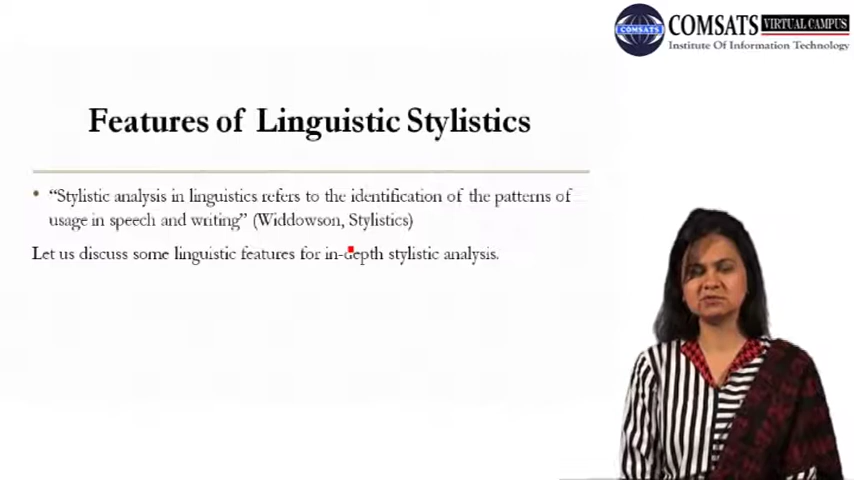 COMSATS VIRTUAL CAMPUS
COMSATS
Institute Of Information Technology
Features of Linguistic Stylistics
• “Stylistic analysis in linguistics refers to the identification of the patterns of
usage in speech and writing” (Widdowson, Stylistics)
Let us discuss some linguistic features for in-depth stylistic analysis.